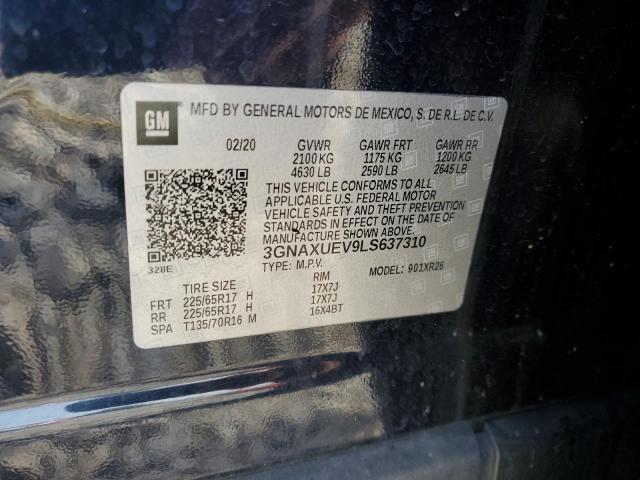 GM
MFD BY GENERAL MOTORS DE MEXICO, S. DE R.L. DE C.V.
02/20 GVWR GAWR FRT GAWR RR
2100 KG 1175 KG 1200 KG
4630 LB 2590 LB 2645 LB
THIS VEHICLE CONFORMS TO ALL
APPLICABLE U.S. FEDERAL MOTOR
VEHICLE SAFETY AND THEFT PREVENTION
STANDARDS IN EFFECT ON THE DATE OF
MANUFACTURE SHOWN ABOVE.
3GNAXUEV9LS637310
328E
TYPE: M.P.V. MODEL: 901XR26
TIRE SIZE RIM
FRT 225/65R17 H 17X7J
RR 225/65R17 H 17X7J
SPA T135/70R16 M 16X4BT